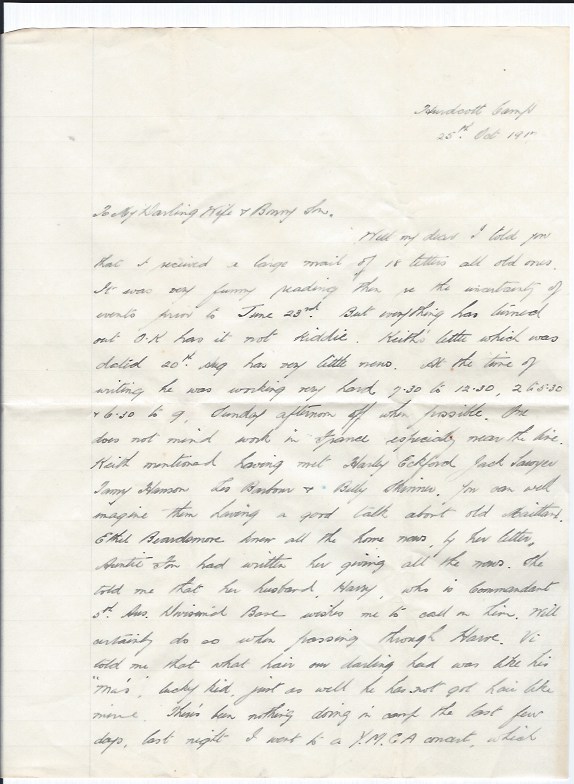 Hurdcott Camp
25th Oct 191
To My Darling Wife & Bonny Son.
Well my dear I told you
that I received a large mail of 18 letters all old ones.
It was very funny reading then re the uncertainty of
events prior to June 23rd. But everything has turned
out O.K has it not Kiddie. Keith's letter which was
dated 20th Aug has very little news. At the time of
writing he was working very hard, 7-30 to 12-30, 2 to 5-30
& 6-30 to 9, Sunday afternoon off when possible. One
does not mind work in France especially near the line.
Keith mentioned having met Harley Eckford Jack Sawyer
Hanson Les Barbour & Billy Skinner. You can well
imagine them having a good talk about old Maitland.
Ethel Beardsmore knew all the home news, by her letter,
Auntie had written her giving all the news. She
told me that her husband, Harry, who is Commandant
5th Aus. Divisional Base wishes me to call on him. Will
certainly do so when passing through Havre. Vi
told me that what hair our darling had was like his
"Ma's", lucky kid, just as well he has not got hair like
mine. There's been nothing doing in camp the last few
days, last night I went to a Y.M.C.A concert, which